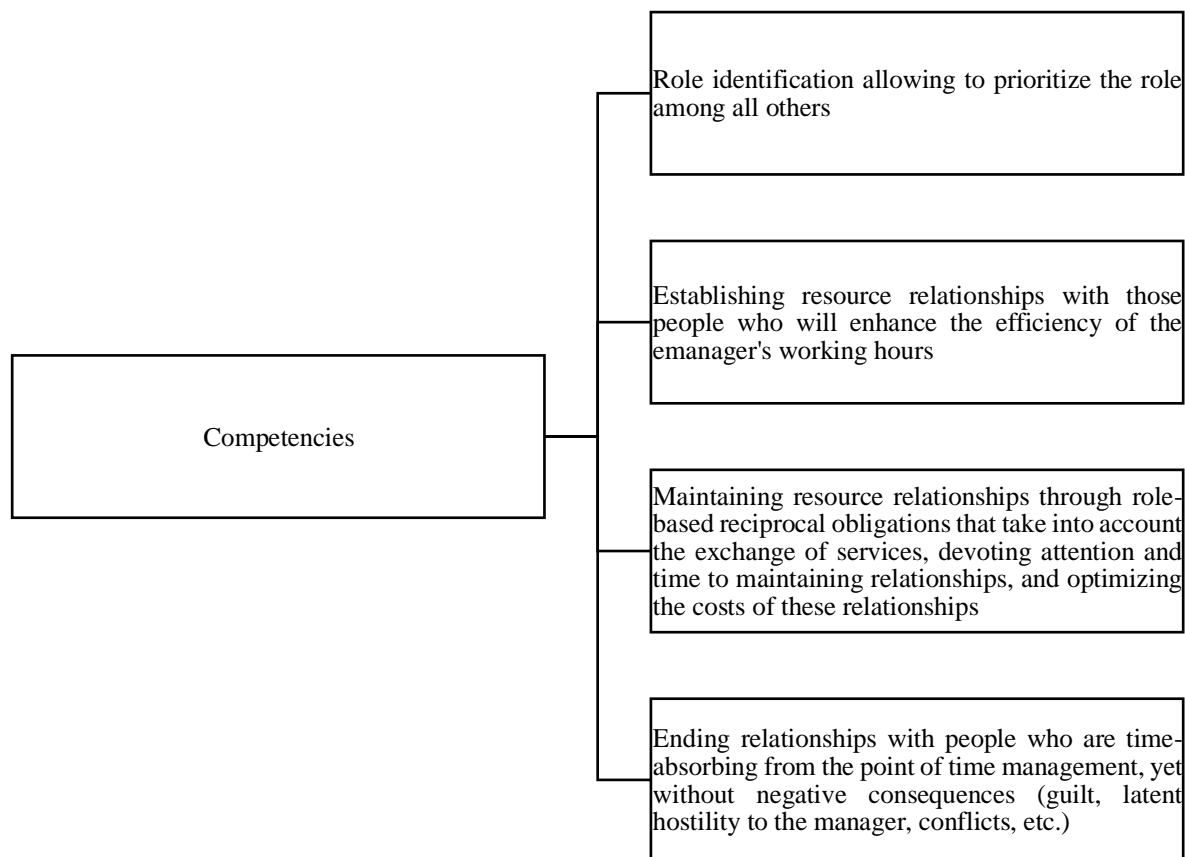 Role identification allowing to prioritize the role
among all others
Establishing resource relationships with those
people who will enhance the efficiency of the
emanager's working hours
Competencies
Maintaining resource relationships through role-
based reciprocal obligations that take into account
the exchange of services, devoting attention and
time to maintaining relationships, and optimizing
the costs of these relationships
Ending relationships with people who are time-
absorbing from the point of time management, yet
without negative consequences (guilt, latent
hostility to the manager, conflicts, etc.)